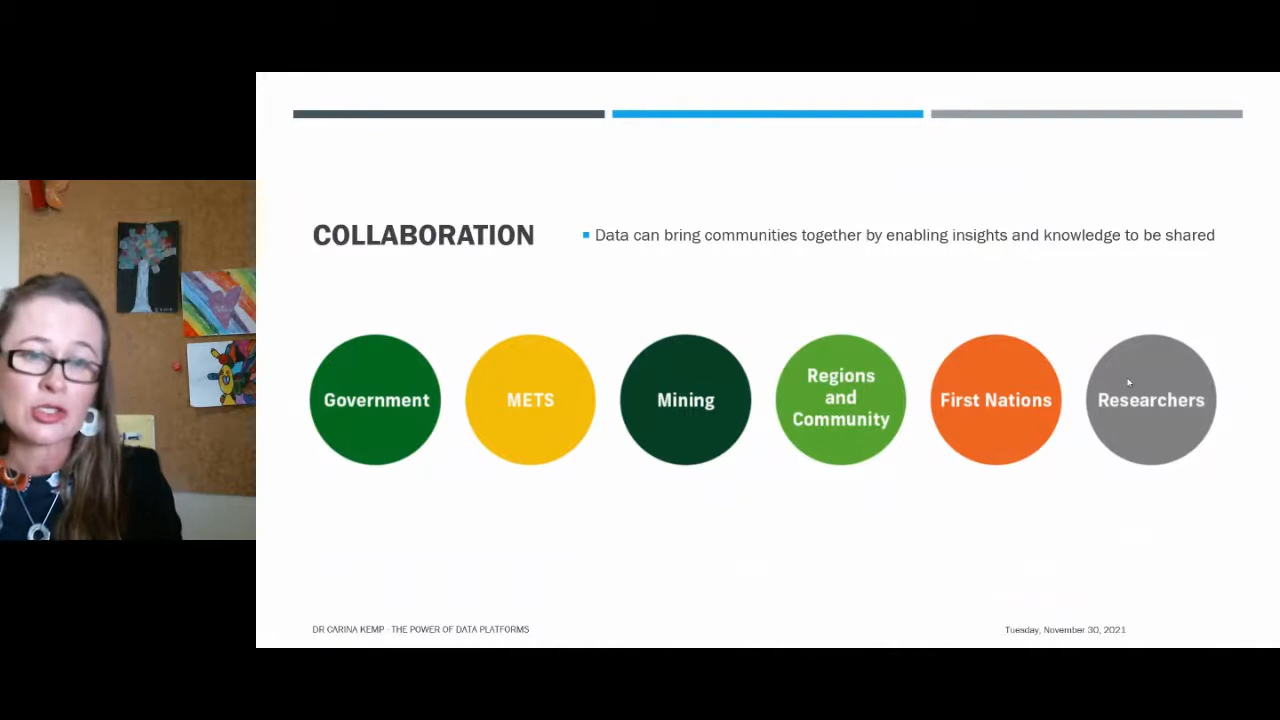 COLLABORATION
Data can bring communities together by enabling insights and knowledge to be shared
Government
METS
Mining
Regions
and
Community
First Nations
Researchers
DR CARINA KEMP - THE POWER OF DATA PLATFORMS
Tuesday, November 30, 2021